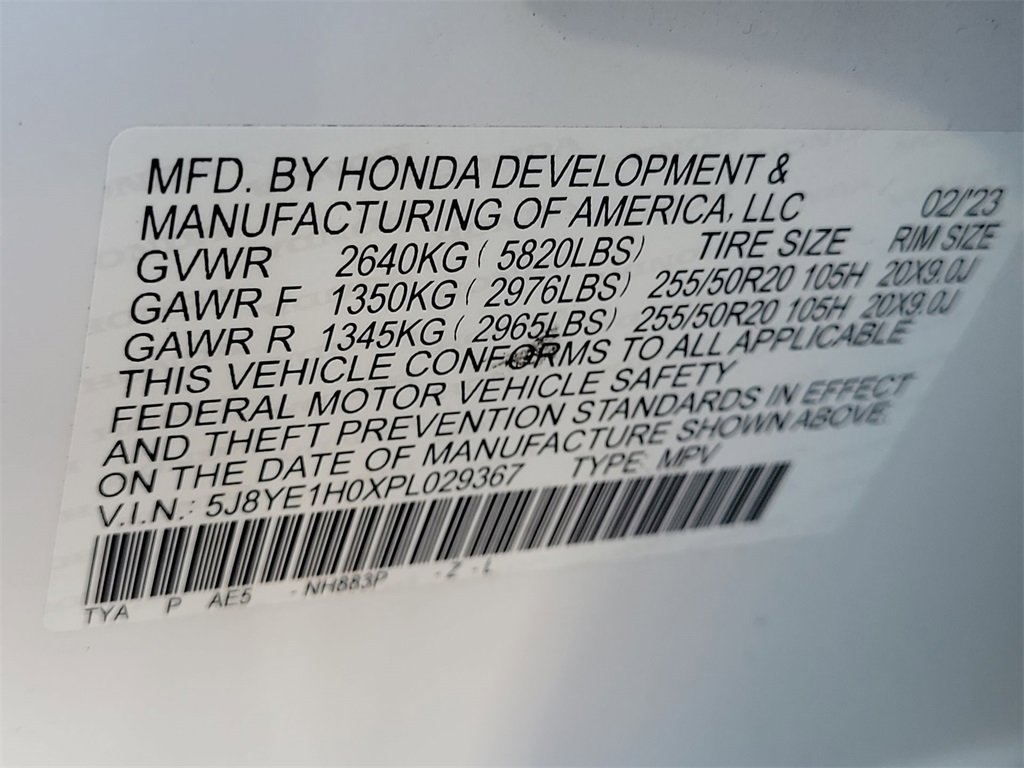 MFD. BY HONDA DEVELOPMENT &
MANUFACTURING OF AMERICA, LLC 02/'23
GVWR 2640KG ( 5820LBS) TIRE SIZE RIM SIZE
GAWR F 1350KG ( 2976LBS) 255/50R20 105H 20X9.0J
GAWR R 1345KG ( 2965LBS) 255/50R20 105H 20X9.0J
THIS VEHICLE CONFORMS TO ALL APPLICABLE
FEDERAL MOTOR VEHICLE SAFETY
AND THEFT PREVENTION STANDARDS IN EFFECT
ON THE DATE OF MANUFACTURE SHOWN ABOVE.
V.I.N.: 5J8YE1H0XPL029367 TYPE: MPV
TYA P AE5 - NH883P - Z - L